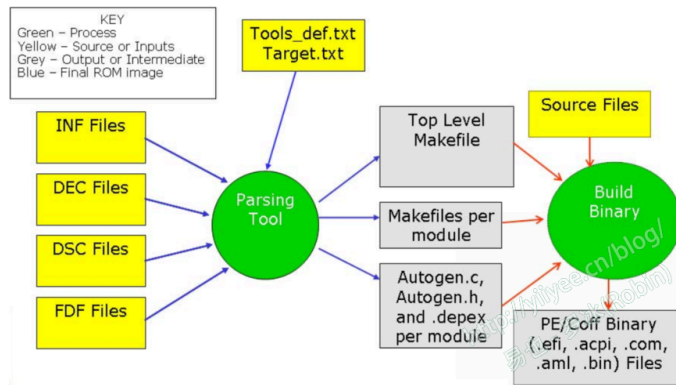 KEY
Green – Process
Yellow – Source or Inputs
Grey – Output or Intermediate
Blue – Final ROM image
Tools_def.txt
Target.txt
INF Files
DEC Files
DSC Files
FDF Files
Parsing
Tool
Top Level
Makefile
Makefiles per
module
Autogen.c,
Autogen.h,
and .depex
per module
Source Files
Build
Binary
PE/Coff Binary
(.efi, .acpi, .com,
.aml, .bin) Files
http://yiiyee.cn/blog/
(Robin)